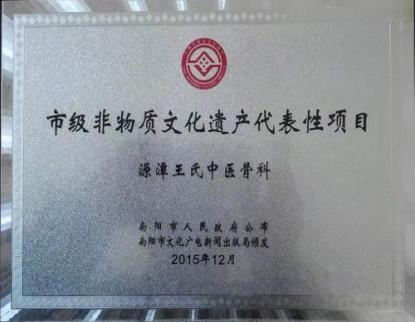 市级非物质文化遗产代表性项目
源潭王氏中医骨科
南阳市人民政府公布
南阳市文化广电新闻出版局颁发
2015年12月